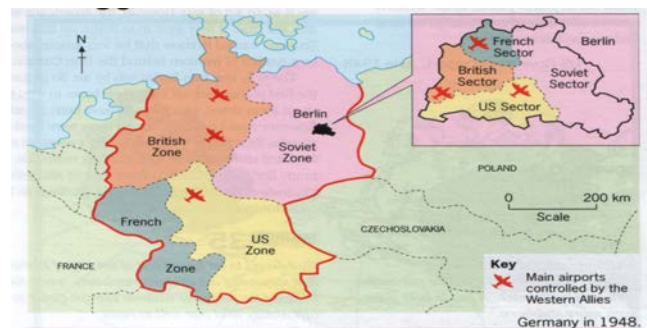 N
British
Zone
Berlin
Soviet
Zone
French
Zone
US
Zone
FRANCE
CZECHOSLOVAKIA
POLAND
French
Sector
Berlin
British
Sector
Soviet
Sector
US Sector
0 200 km
Scale
Key
Main airports
controlled by the
Western Allies
Germany in 1948.